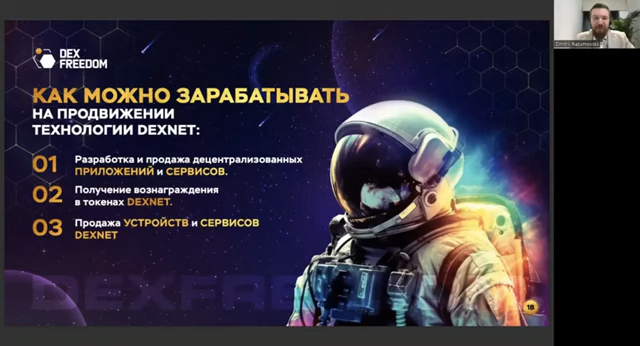 DEX
FREEDOM
КАК МОЖНО ЗАРАБАТЫВАТЬ
НА ПРОДВИЖЕНИИ
ТЕХНОЛОГИИ DEXNET:
01 Разработка и продажа децентрализованных
ПРИЛОЖЕНИЙ и СЕРВИСОВ.
02 Получение вознаграждения
в токенах DEXNET.
03 Продажа УСТРОЙСТВ и СЕРВИСОВ
DEXNET
18